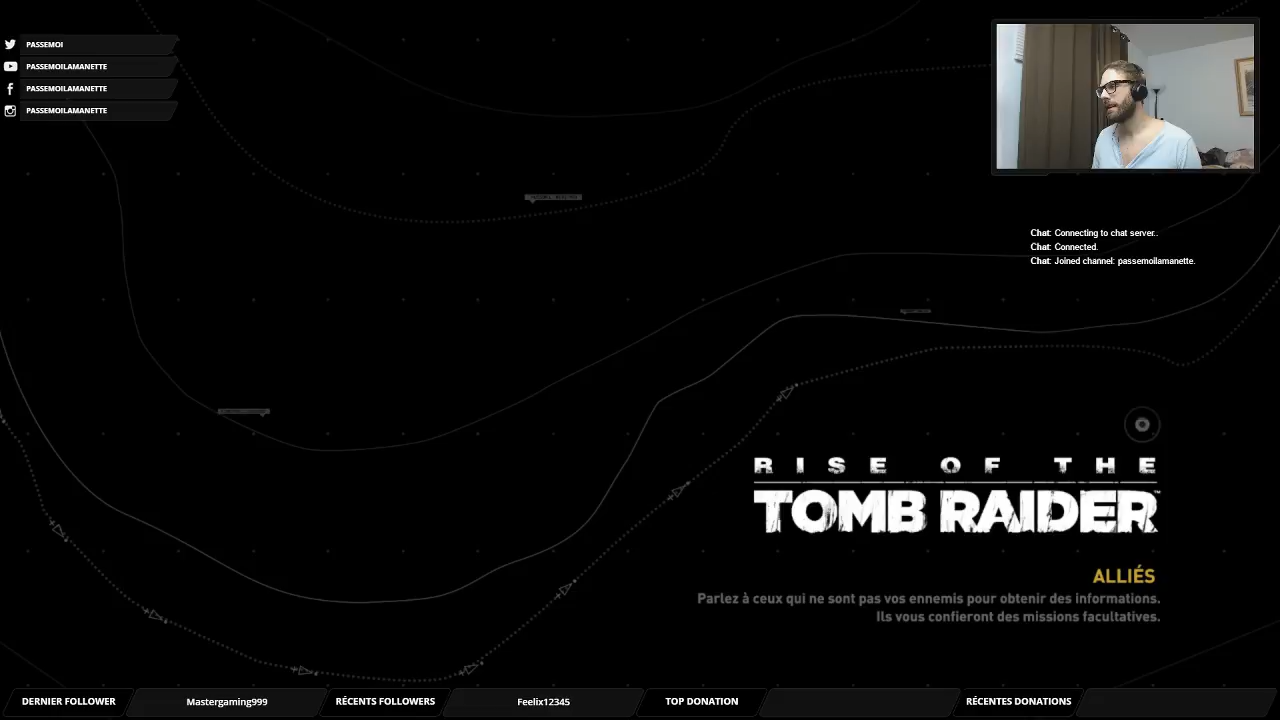 PASSEMOI
PASSEMOILAMANETTE
PASSEMOILAMANETTE
PASSEMOILAMANETTE
Chat: Connecting to chat server..
Chat: Connected.
Chat: Joined channel: passemoilamanette.
RISE OF THE
TOMB RAIDER
ALLIÉS
Parlez à ceux qui ne sont pas vos ennemis pour obtenir des informations.
Ils vous confieront des missions facultatives.
DERNIER FOLLOWER
Mastergaming999
RÉCENTS FOLLOWERS
Feelix12345
TOP DONATION
RÉCENTES DONATIONS